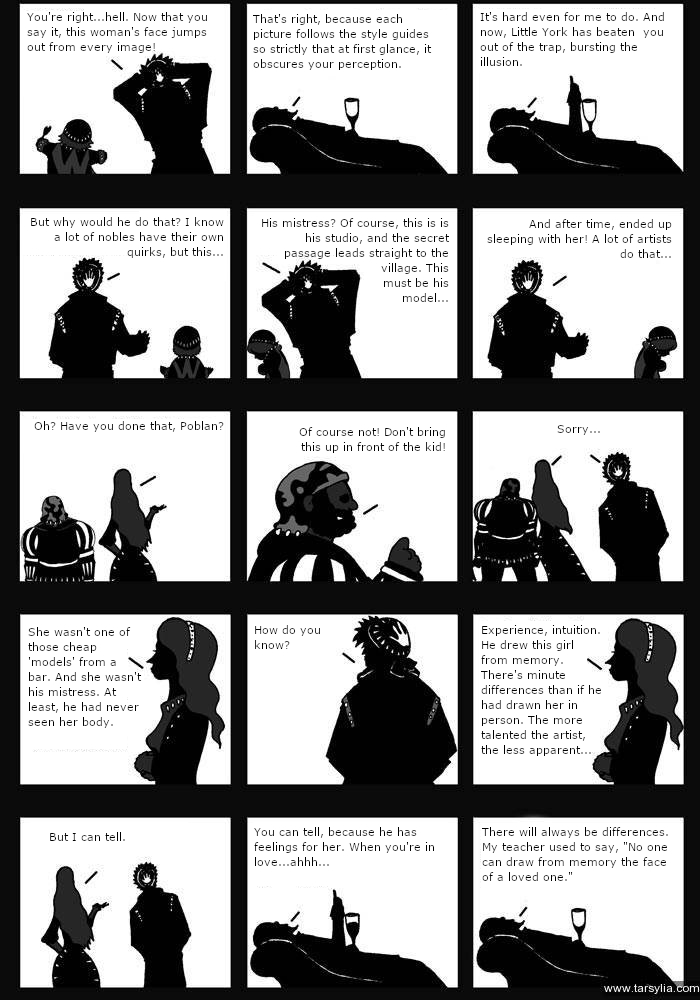 You're right...hell. Now that you
say it, this woman's face jumps
out from every image!
That's right, because each
picture follows the style guides
so strictly that at first glance, it
obscures your perception.
It's hard even for me to do. And
now, Little York has beaten  you
out of the trap, bursting the
illusion.
But why would he do that? I know
a lot of nobles have their own
quirks, but this...
His mistress? Of course, this is is
his studio, and the secret
passage leads straight to the
village. This
must be his
model...
And after time, ended up
sleeping with her! A lot of artists
do that...
Oh? Have you done that, Poblan?
Of course not! Don't bring
this up in front of the kid!
Sorry...
She wasn't one of
those cheap
'models' from a
bar. And she wasn't
his mistress. At
least, he had never
seen her body.
How do you
know?
Experience, intuition.
He drew this girl
from memory.
There's minute
differences than if he
had drawn her in
person. The more
talented the artist,
the less apparent...
But I can tell.
You can tell, because he has
feelings for her. When you're in
love...ahhh...
There will always be differences.
My teacher used to say, "No one
can draw from memory the face
of a loved one."
W
W
www.tarsylia.com